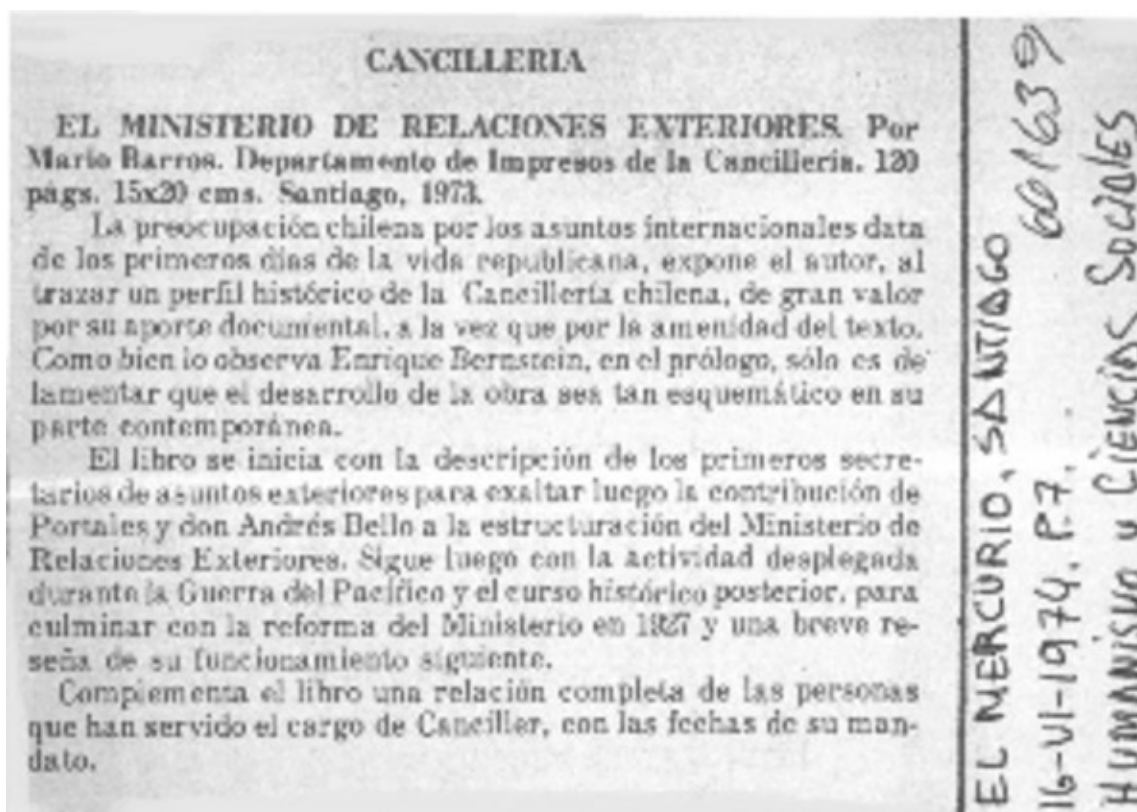 CANCILLERIA
EL MINISTERIO DE RELACIONES EXTERIORES. Por
Mario Barros. Departamento de Impresos de la Cancillería. 120
págs. 15x20 cms. Santiago, 1973.
La preocupación chilena por los asuntos internacionales data
de los primeros días de la vida republicana, expone el autor, al
trazar un perfil histórico de la Cancillería chilena, de gran valor
por su aporte documental, a la vez que por la amenidad del texto.
Como bien lo observa Enrique Bernstein, en el prólogo, sólo es de
lamentar que el desarrollo de la obra sea tan esquemático en su
parte contemporánea.
El libro se inicia con la descripción de los primeros secre-
tarios de asuntos exteriores para exaltar luego la contribución de
Portales y don Andrés Bello a la estructuración del Ministerio de
Relaciones Exteriores. Sigue luego con la actividad desplegada
durante la Guerra del Pacífico y el curso histórico posterior, para
culminar con la reforma del Ministerio en 1927 y una breve re-
seña de su funcionamiento siguiente.
Complementa el libro una relación completa de las personas
que han servido el cargo de Canciller, con las fechas de su man-
dato.
EL MERCURIO, SANTIAGO
16-VI-1974. P.7.
601639
HUMANISMO y CIENCIAS SOCIALES